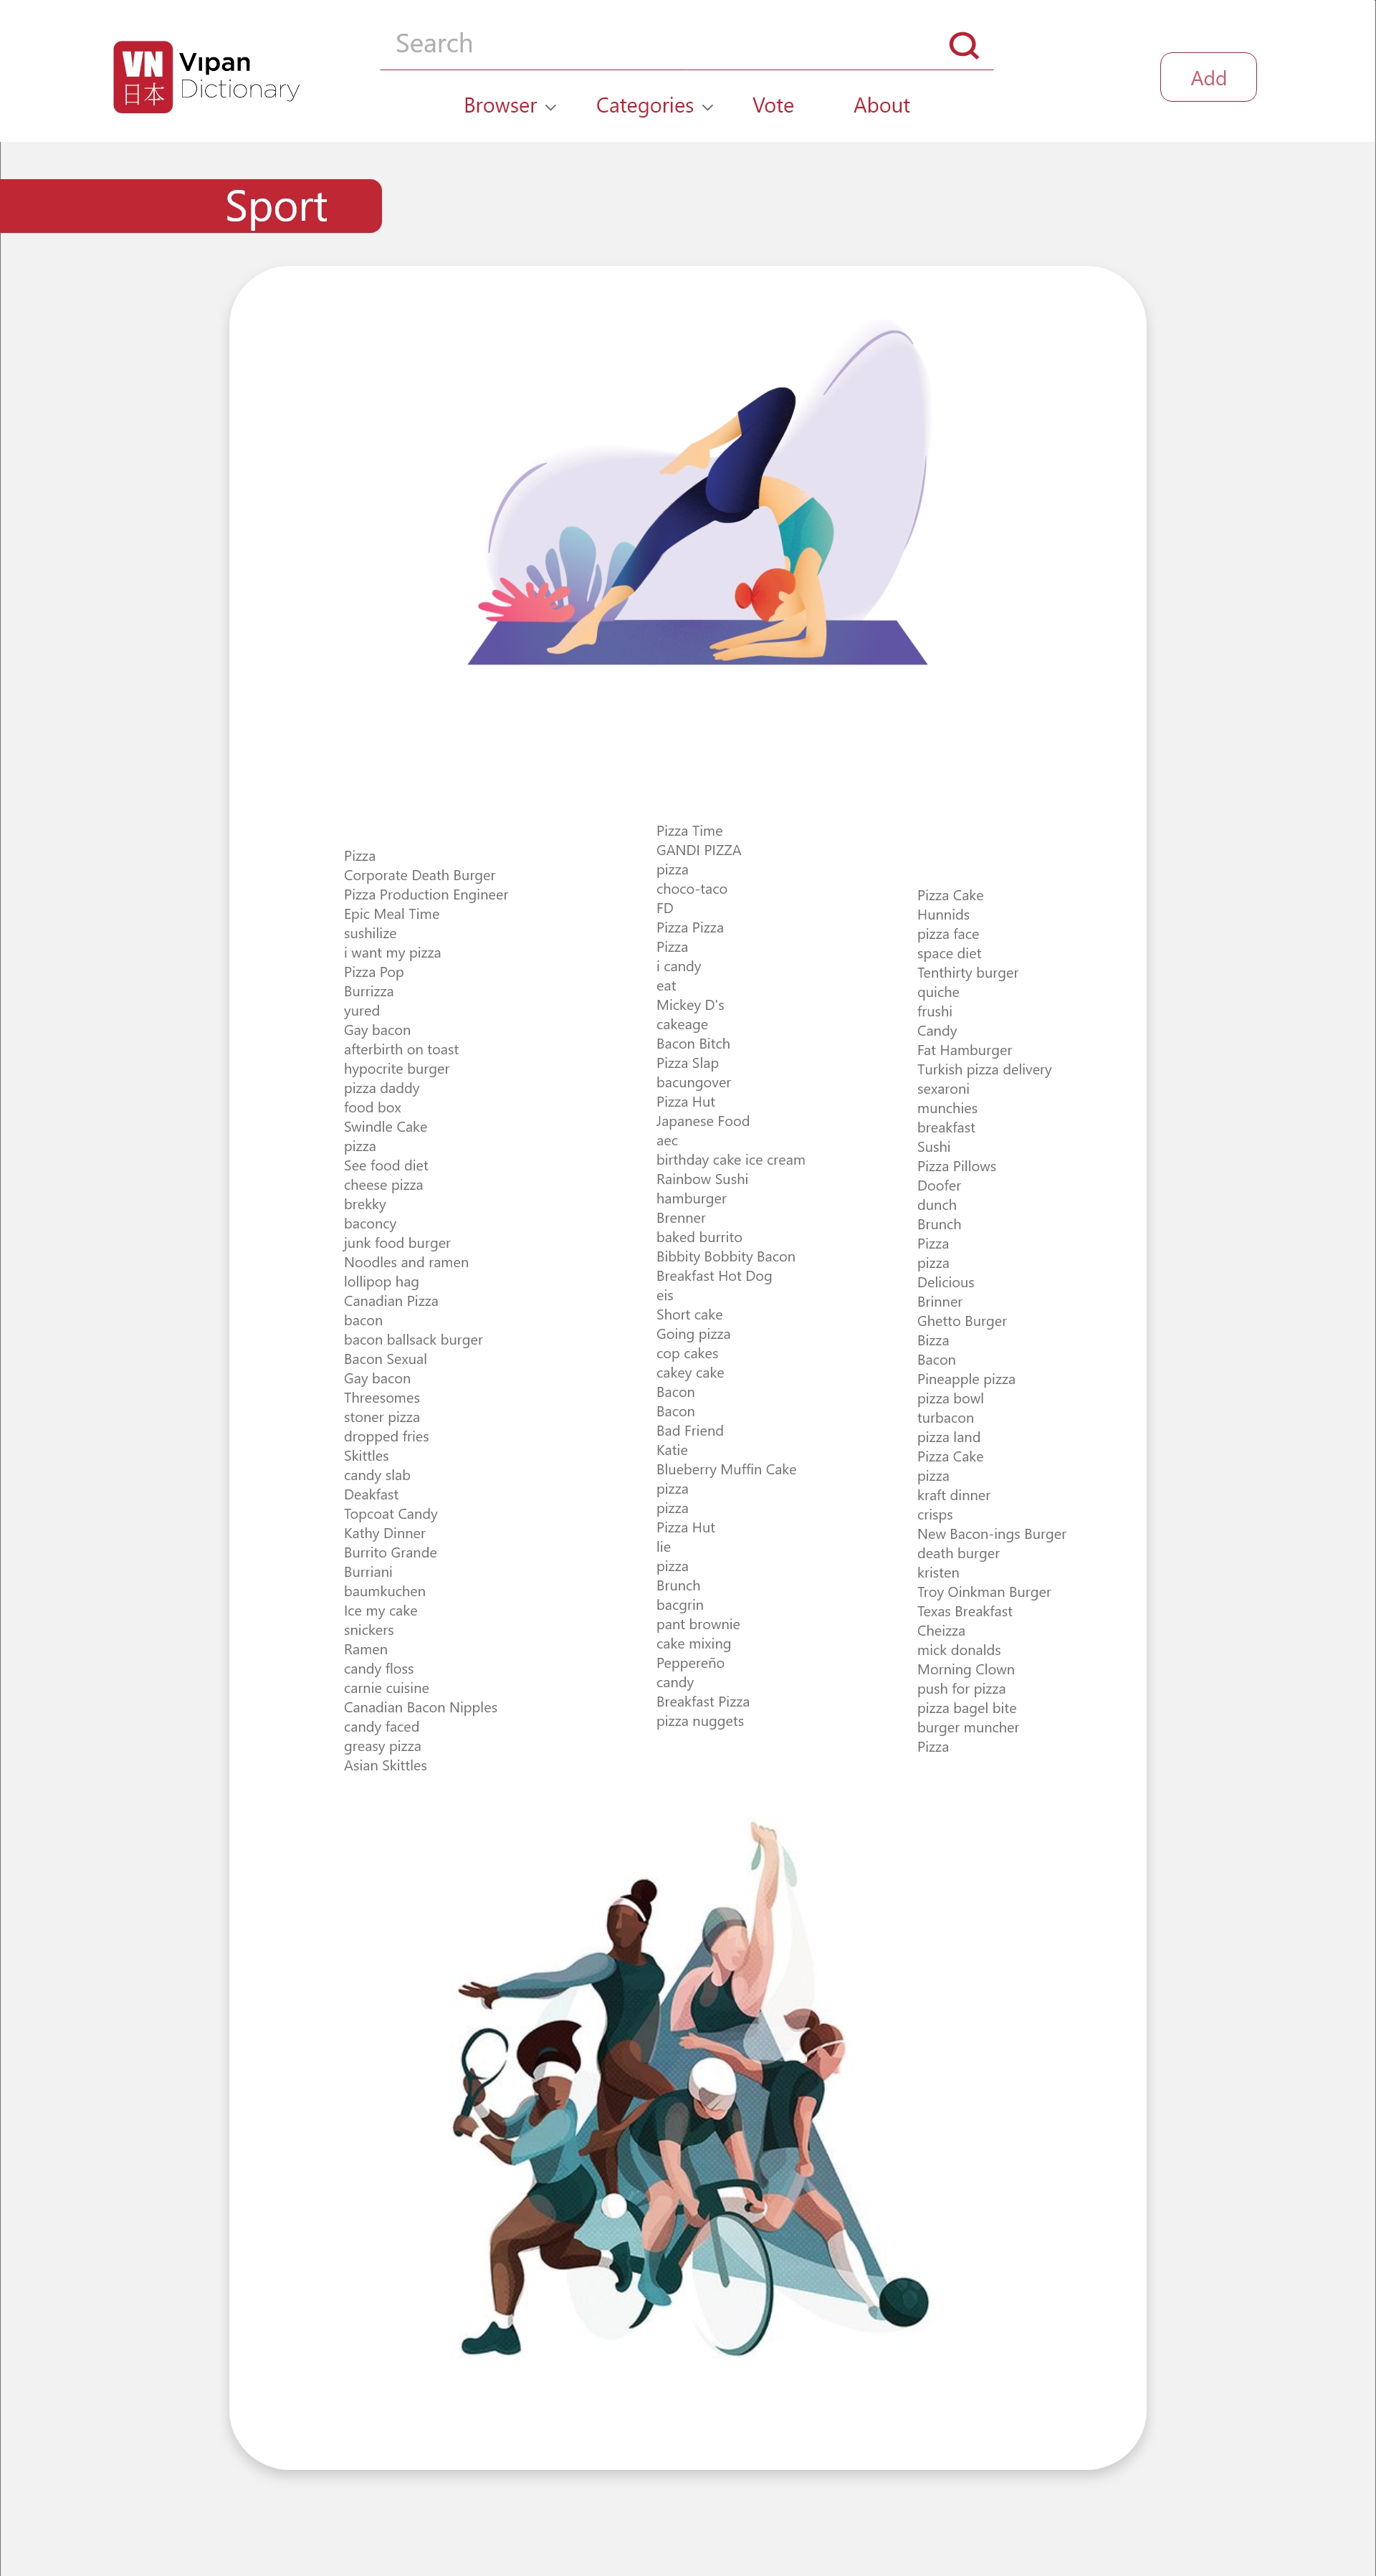 VN
日本
Vıpan
Dictionary
Search
Add
Browser
Categories
Vote
About
Sport
Pizza
Corporate Death Burger
Pizza Production Engineer
Epic Meal Time
sushilize
i want my pizza
Pizza Pop
Burrizza
yured
Gay bacon
afterbirth on toast
hypocrite burger
pizza daddy
food box
Swindle Cake
pizza
See food diet
cheese pizza
brekky
baconcy
junk food burger
Noodles and ramen
lollipop hag
Canadian Pizza
bacon
bacon ballsack burger
Bacon Sexual
Gay bacon
Threesomes
stoner pizza
dropped fries
Skittles
candy slab
Deakfast
Topcoat Candy
Kathy Dinner
Burrito Grande
Burriani
baumkuchen
Ice my cake
snickers
Ramen
candy floss
carnie cuisine
Canadian Bacon Nipples
candy faced
greasy pizza
Asian Skittles
Pizza Time
GANDI PIZZA
pizza
choco-taco
FD
Pizza Pizza
Pizza
i candy
eat
Mickey D's
cakeage
Bacon Bitch
Pizza Slap
bacungover
Pizza Hut
Japanese Food
aec
birthday cake ice cream
Rainbow Sushi
hamburger
Brenner
baked burrito
Bibbity Bobbity Bacon
Breakfast Hot Dog
eis
Short cake
Going pizza
cop cakes
cakey cake
Bacon
Bacon
Bad Friend
Katie
Blueberry Muffin Cake
pizza
pizza
Pizza Hut
lie
pizza
Brunch
bacgrin
pant brownie
cake mixing
Peppereño
candy
Breakfast Pizza
pizza nuggets
Pizza Cake
Hunnids
pizza face
space diet
Tenthirty burger
quiche
frushi
Candy
Fat Hamburger
Turkish pizza delivery
sexaroni
munchies
breakfast
Sushi
Pizza Pillows
Doofer
dunch
Brunch
Pizza
pizza
Delicious
Brinner
Ghetto Burger
Bizza
Bacon
Pineapple pizza
pizza bowl
turbacon
pizza land
Pizza Cake
pizza
kraft dinner
crisps
New Bacon-ings Burger
death burger
kristen
Troy Oinkman Burger
Texas Breakfast
Cheizza
mick donalds
Morning Clown
push for pizza
pizza bagel bite
burger muncher
Pizza